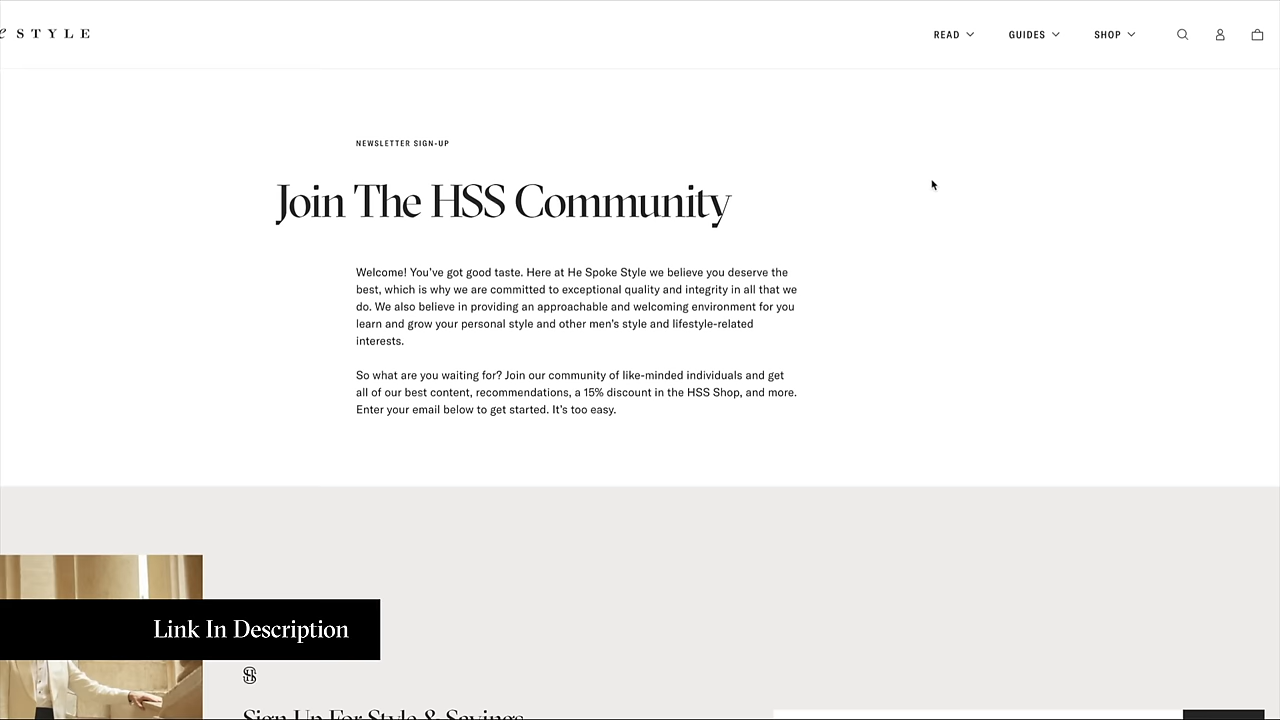 STYLE
READ
GUIDES
SHOP
NEWSLETTER SIGN-UP
Join The HSS Community
Welcome! You've got good taste. Here at He Spoke Style we believe you deserve the
best, which is why we are committed to exceptional quality and integrity in all that we
do. We also believe in providing an approachable and welcoming environment for you
learn and grow your personal style and other men's style and lifestyle-related
interests.
So what are you waiting for? Join our community of like-minded individuals and get
all of our best content, recommendations, a 15% discount in the HSS Shop, and more.
Enter your email below to get started. It's too easy.
Link In Description
Sign Up For Style & Savings